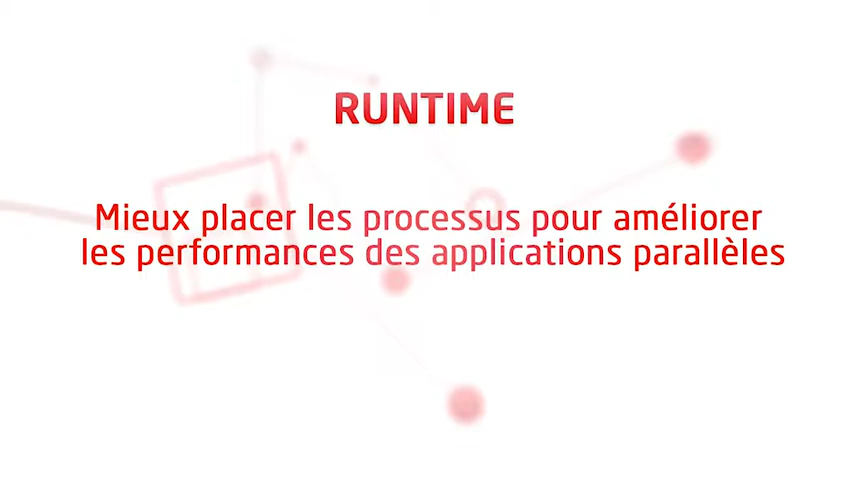 RUNTIME
Mieux placer les processus pour améliorer
les performances des applications parallèles